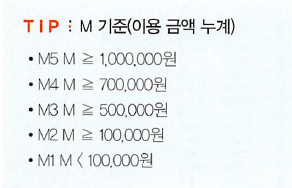 TIP : M 기준(이용 금액 누계)
• M5 M ≧ 1,000,000원
• M4 M ≧ 700,000원
• M3 M ≧ 500,000원
• M2 M ≧ 100,000원
• M1 M < 100,000원